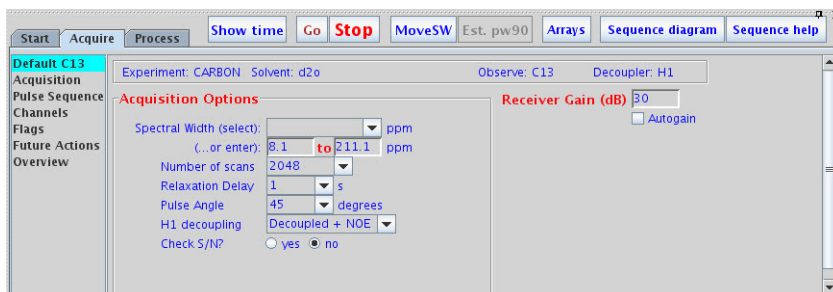 Start Acquire Process Show time Go Stop MoveSW Est. pw90 Arrays Sequence diagram Sequence help
Default C13
Acquisition
Pulse Sequence
Channels
Flags
Future Actions
Overview
Experiment: CARBON Solvent: d2o Observe: C13 Decoupler: H1
Acquisition Options
Spectral Width (select): ppm
(...or enter): 8.1 to 211.1 ppm
Number of scans 2048
Relaxation Delay 1 s
Pulse Angle 45 degrees
H1 decoupling Decoupled + NOE
Check S/N? yes no
Receiver Gain (dB) 30
Autogain